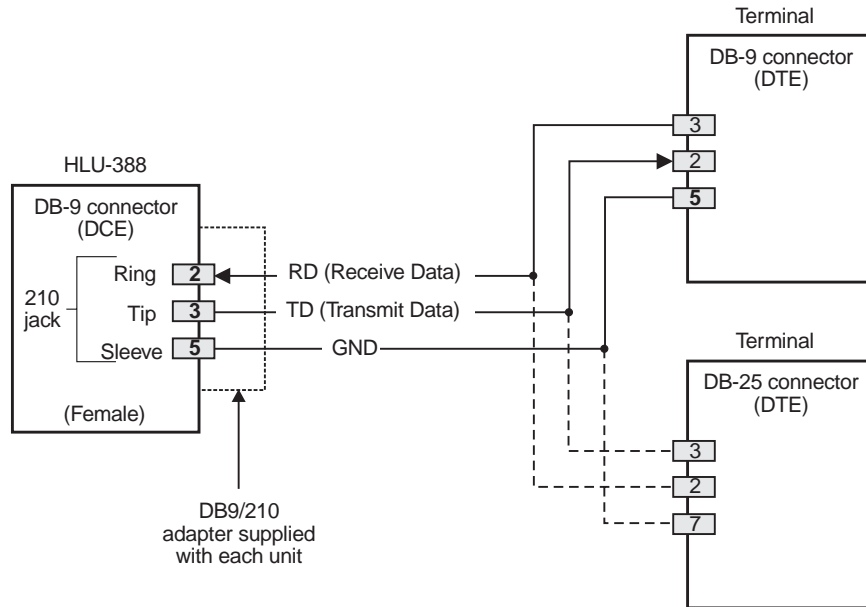 HLU-388
DB-9 connector
(DCE)
210
jack
Ring
2
Tip
3
Sleeve
5
(Female)
DB9/210
adapter supplied
with each unit
RD (Receive Data)
TD (Transmit Data)
GND
Terminal
DB-9 connector
(DTE)
3
2
5
Terminal
DB-25 connector
(DTE)
3
2
7